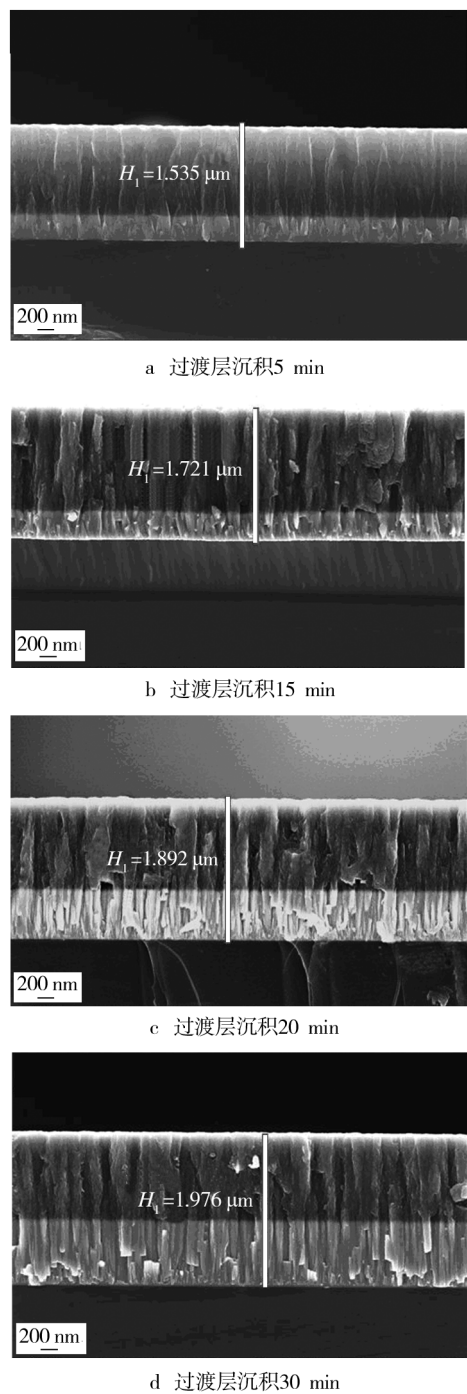 H₁=1.535 μm
200 nm
a 过渡层沉积5 min
H₁=1.721 μm
200 nm
b 过渡层沉积15 min
H₁=1.892 μm
200 nm
c 过渡层沉积20 min
H₁=1.976 μm
200 nm
d 过渡层沉积30 min